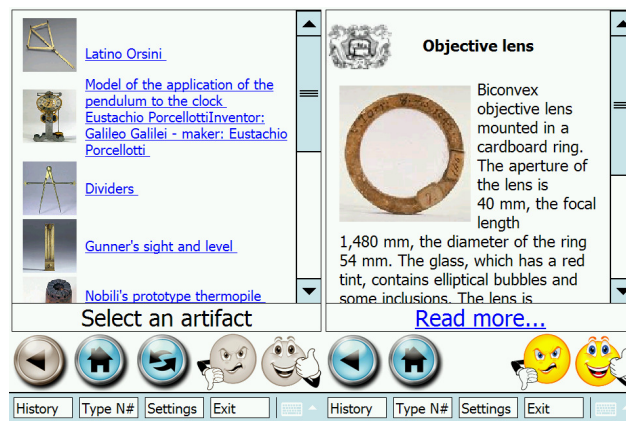 Latino Orsini
Model of the application of the
pendulum to the clock
Eustachio PorcellottiInventor:
Galileo Galilei - maker: Eustachio
Porcellotti
Dividers
Gunner's sight and level
Nobili's prototype thermopile
Select an artifact
History
Type N#
Settings
Exit
Objective lens
Biconvex
objective lens
mounted in a
cardboard ring.
The aperture of
the lens is
40 mm, the focal
length
1,480 mm, the diameter of the ring
54 mm. The glass, which has a red
tint, contains elliptical bubbles and
some inclusions. The lens is
Read more...
History
Type N#
Settings
Exit